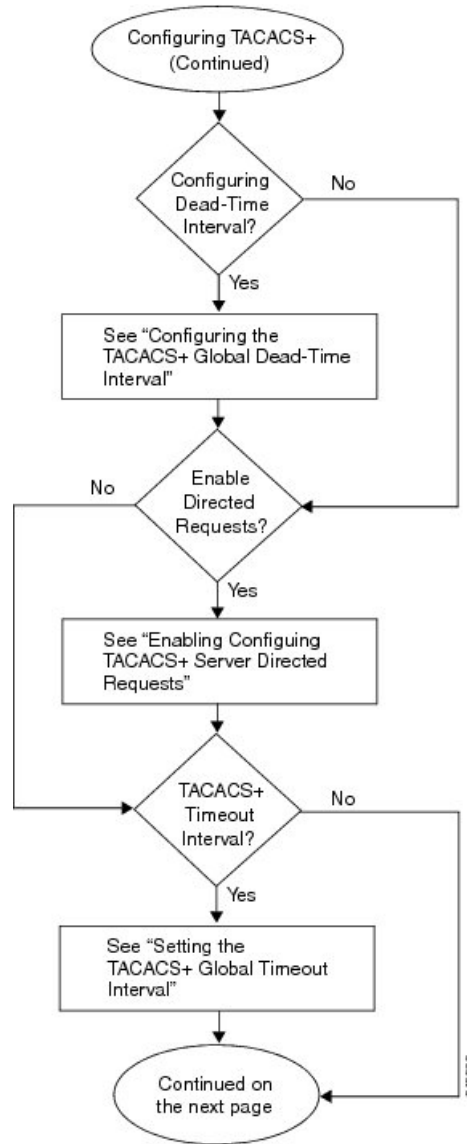 Configuring TACACS+
(Continued)
Configuring
Dead-Time
Interval?
No
Yes
See “Configuring the
TACACS+ Global Dead-Time
Interval”
No
Enable
Directed
Requests?
Yes
See “Enabling Configuing
TACACS+ Server Directed
Requests”
TACACS+
Timeout
Interval?
No
Yes
See “Setting the
TACACS+ Global Timeout
Interval”
Continued on
the next page